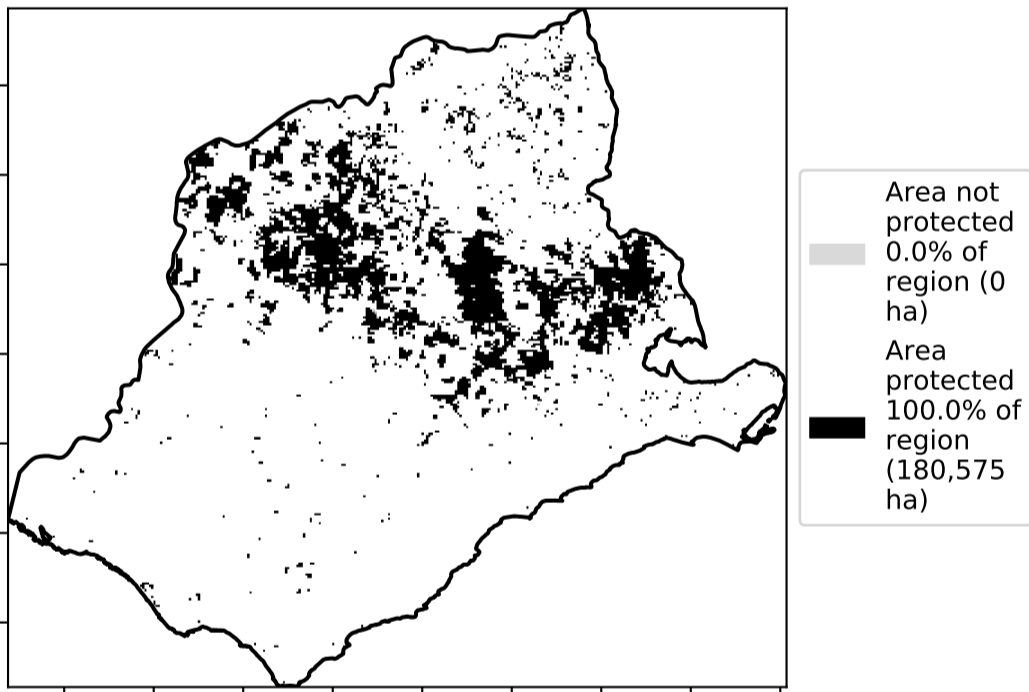 Area not
protected
0.0% of
region (0
ha)
Area
protected
100.0% of
region
(180,575
ha)